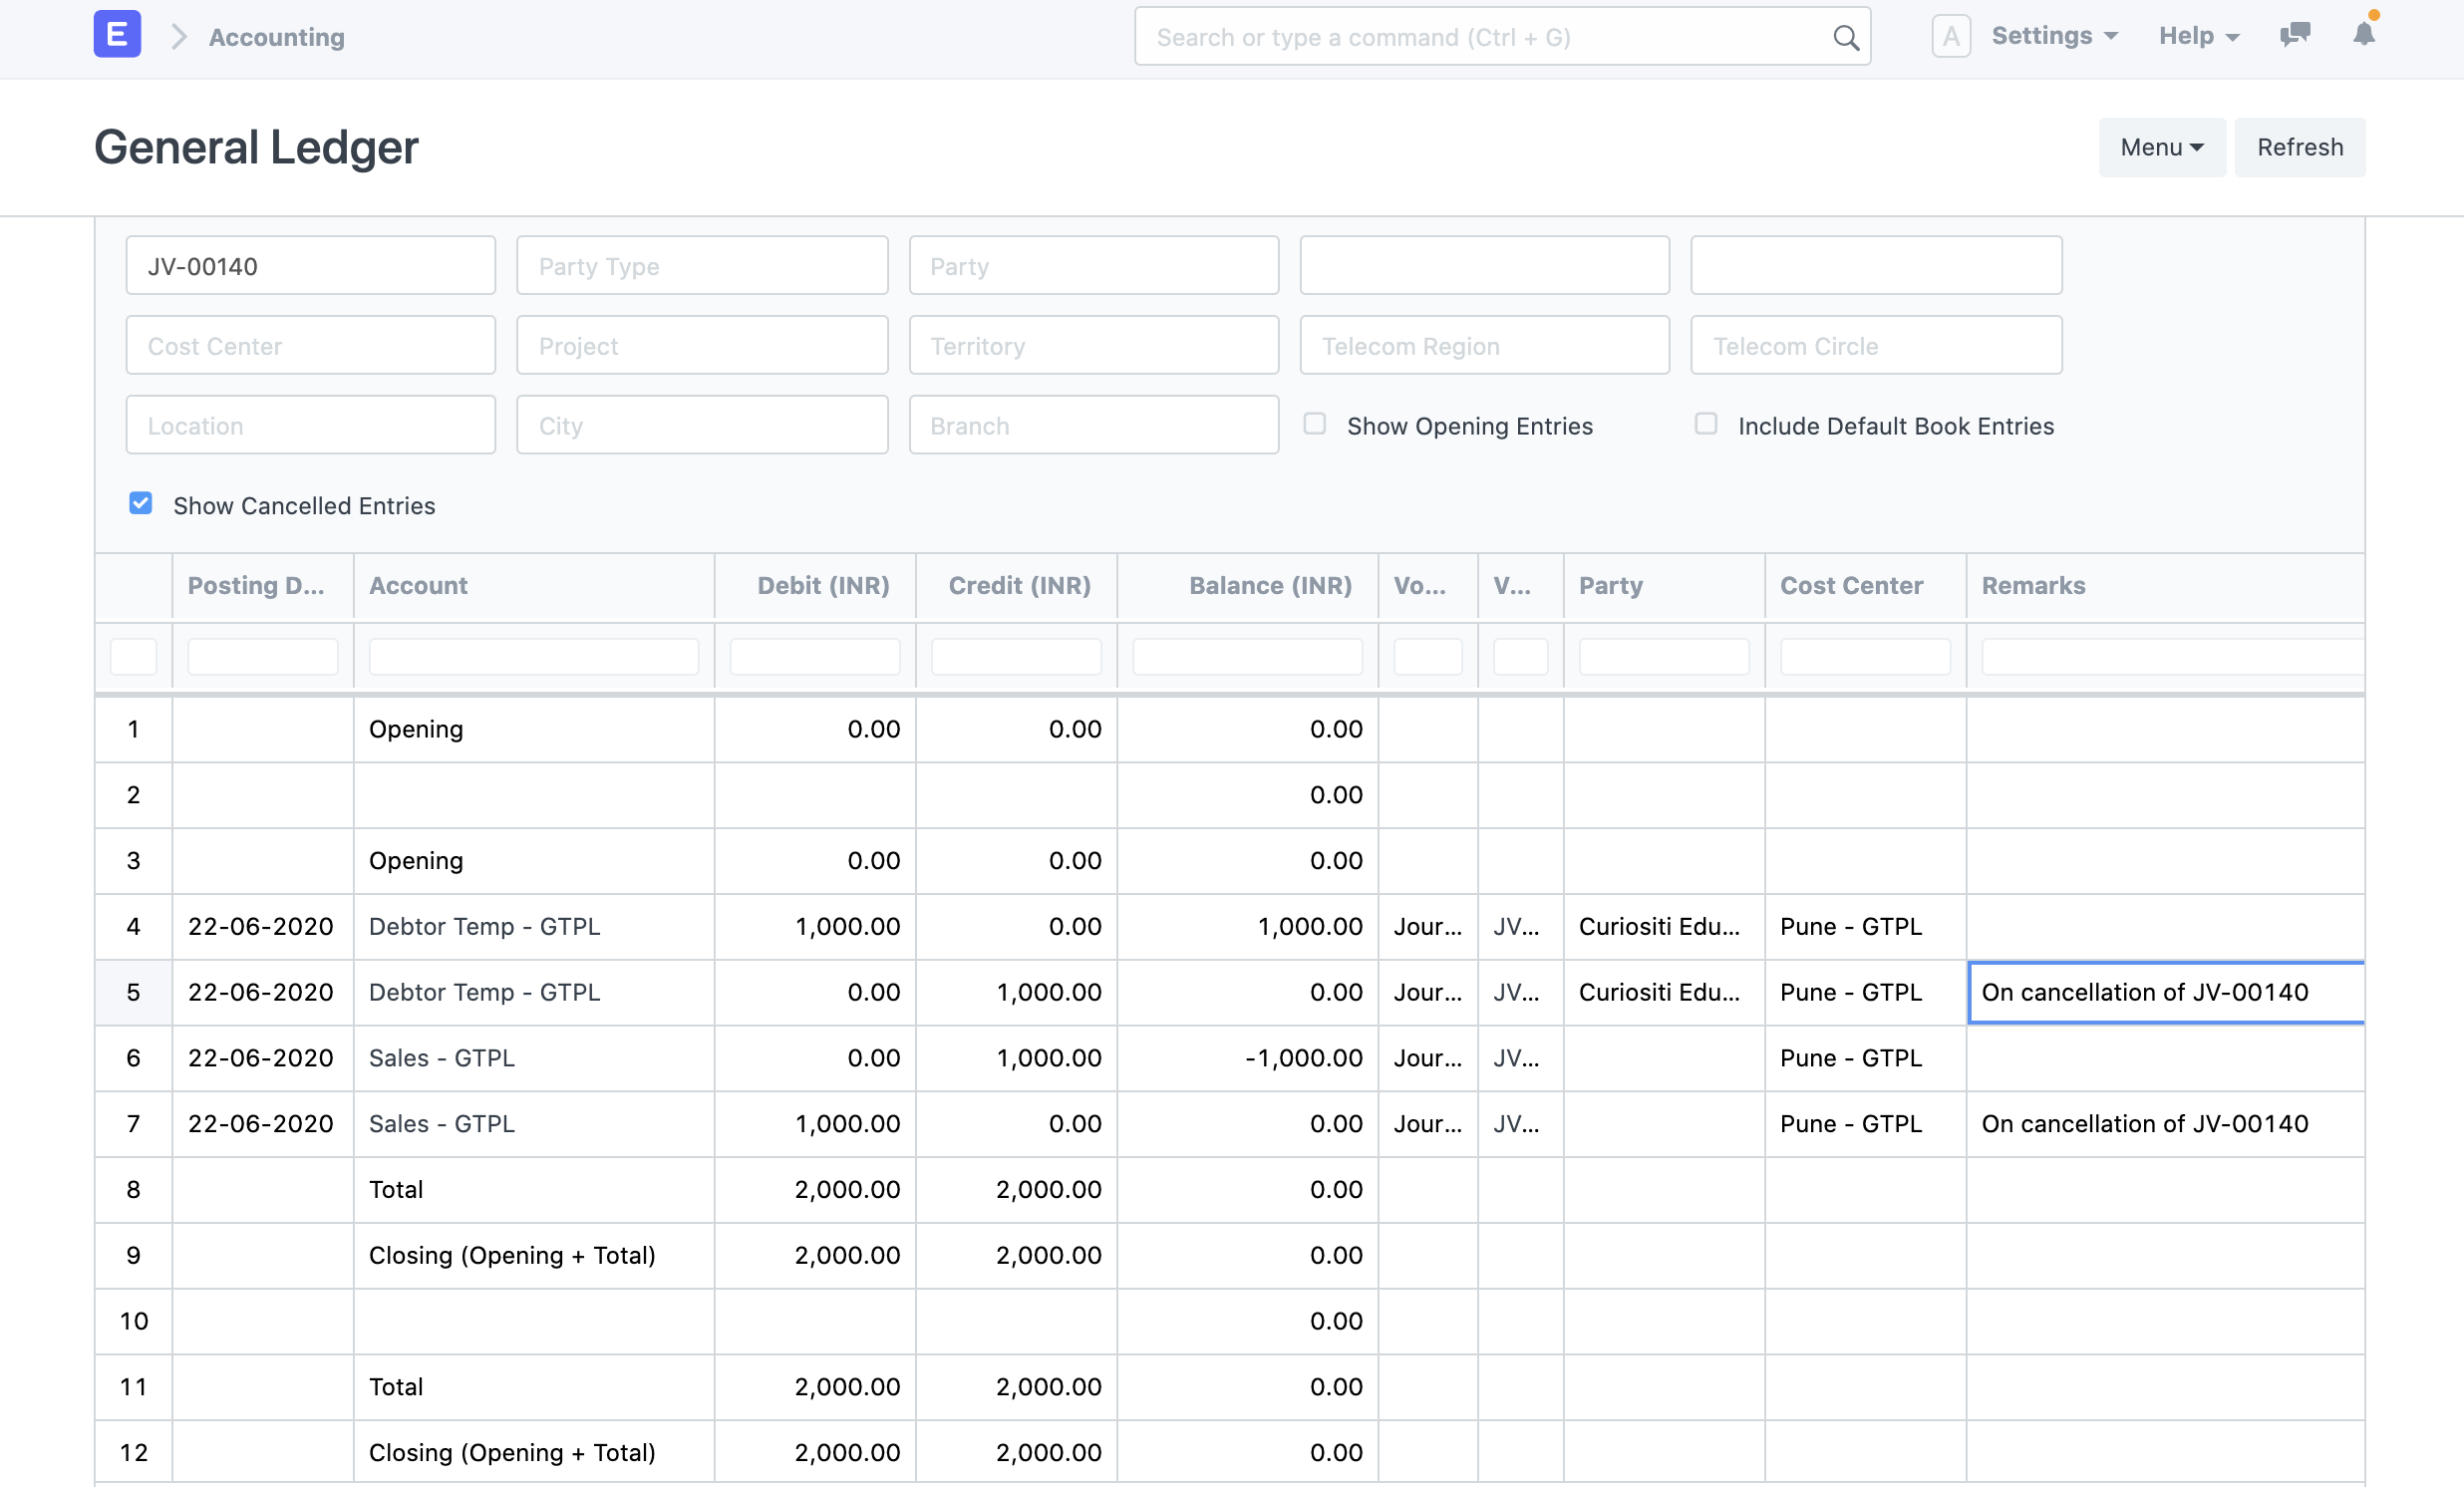 E Accounting Search or type a command (Ctrl + G) A Settings Help
General Ledger Menu Refresh
JV-00140 Party Type Party
Cost Center Project Territory Telecom Region Telecom Circle
Location City Branch Show Opening Entries Include Default Book Entries
Show Cancelled Entries
Posting D... Account Debit (INR) Credit (INR) Balance (INR) Vo... V... Party Cost Center Remarks
1 Opening 0.00 0.00 0.00
2 0.00
3 Opening 0.00 0.00 0.00
4 22-06-2020 Debtor Temp - GTPL 1,000.00 0.00 1,000.00 Jour... JV... Curiositi Edu... Pune - GTPL
5 22-06-2020 Debtor Temp - GTPL 0.00 1,000.00 0.00 Jour... JV... Curiositi Edu... Pune - GTPL On cancellation of JV-00140
6 22-06-2020 Sales - GTPL 0.00 1,000.00 -1,000.00 Jour... JV... Pune - GTPL
7 22-06-2020 Sales - GTPL 1,000.00 0.00 0.00 Jour... JV... Pune - GTPL On cancellation of JV-00140
8 Total 2,000.00 2,000.00 0.00
9 Closing (Opening + Total) 2,000.00 2,000.00 0.00
10 0.00
11 Total 2,000.00 2,000.00 0.00
12 Closing (Opening + Total) 2,000.00 2,000.00 0.00